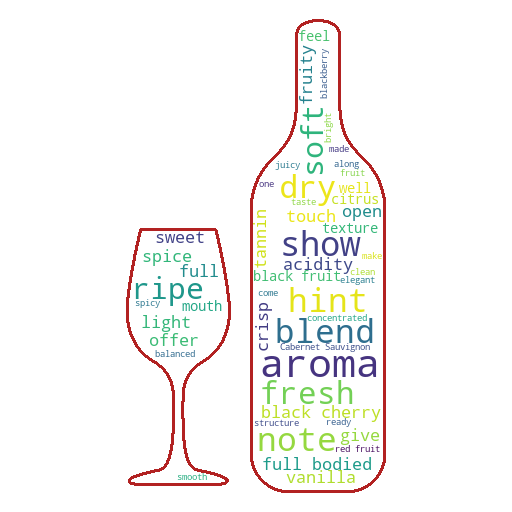 feel
fruity
blackberry
soft
bright
made
juicy
along
fruit
one
dry
well
taste
citrus
touch
open
tannin
texture
show
make
acidity
clean
black fruit
elegant
come
hint
concentrated
crisp
blend
Cabernet Sauvignon
aroma
fresh
black cherry
structure
ready
note
give
red fruit
full bodied
vanilla
sweet
spice
full
ripe
spicy
mouth
light
offer
balanced
smooth